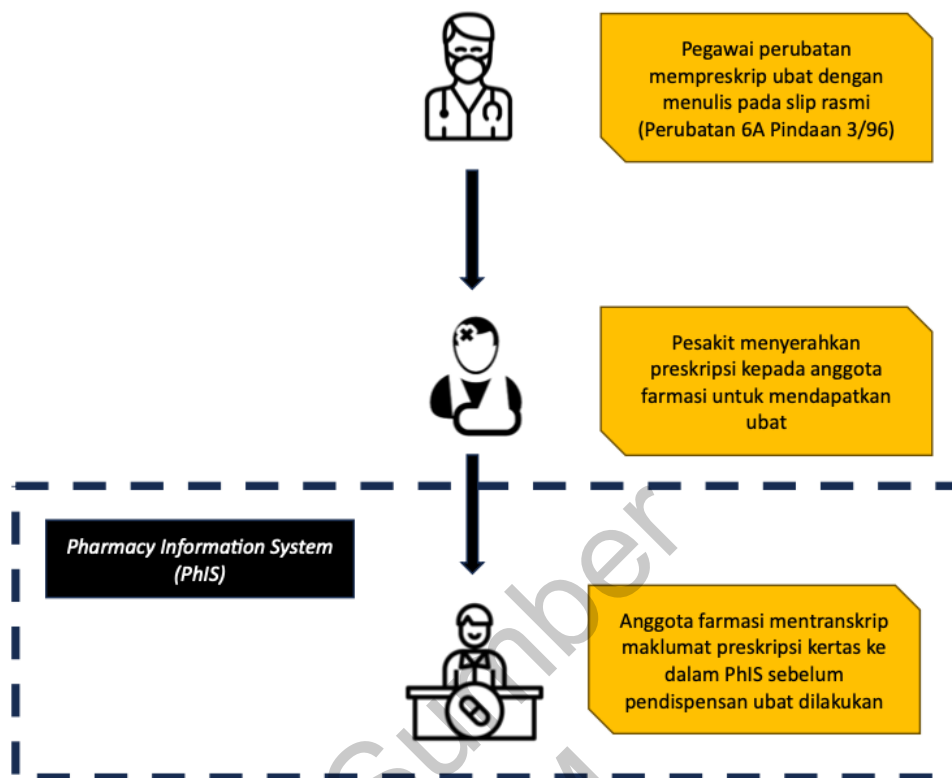 Pegawai perubatan
mempreskrip ubat dengan
menulis pada slip rasmi
(Perubatan 6A Pindaan 3/96)
Pesakit menyerahkan
preskripsi kepada anggota
farmasi untuk mendapatkan
ubat
Pharmacy Information System
(PhIS)
Anggota farmasi mentranskrip
maklumat preskripsi kertas ke
dalam PhIS sebelum
pendispensan ubat dilakukan
Sumber